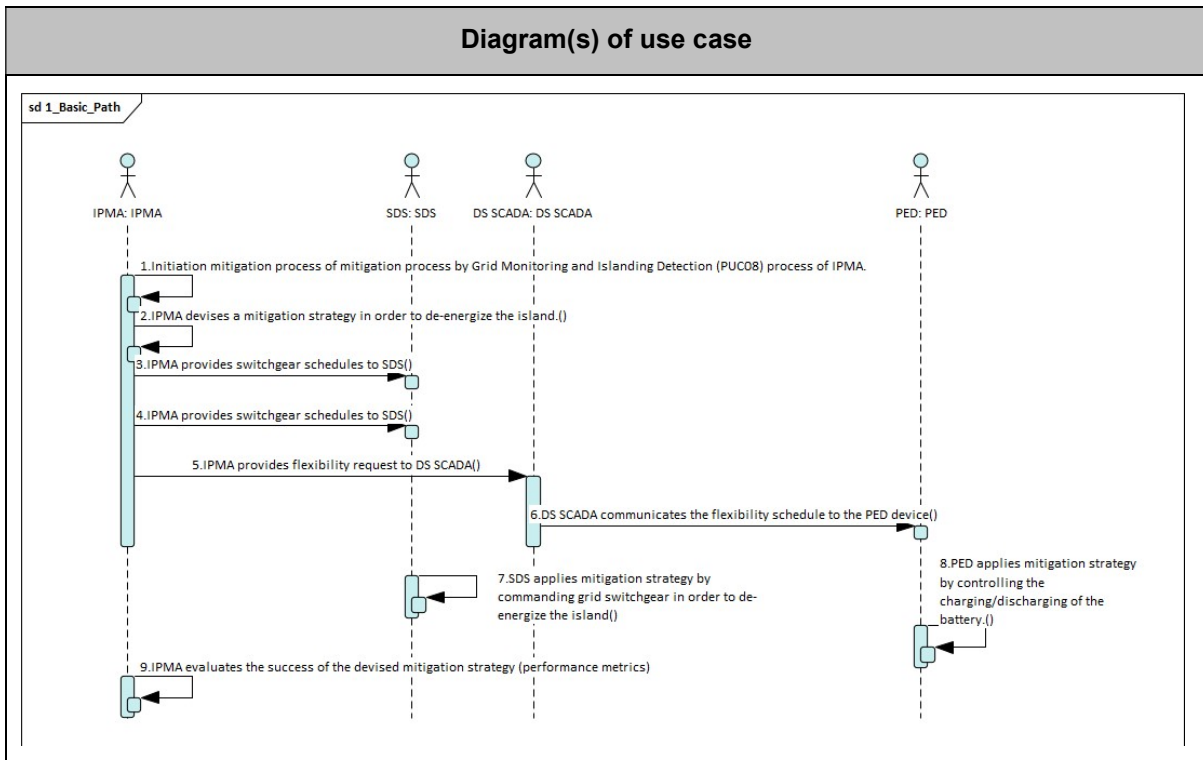 Diagram(s) of use case
sd 1_Basic_Path
IPMA: IPMA
SDS: SDS
DS SCADA: DS SCADA
PED: PED
1.Initiation mitigation process of mitigation process by Grid Monitoring and Islanding Detection (PUC08) process of IPMA.
2.IPMA devises a mitigation strategy in order to de-energize the island.()
3.IPMA provides switchgear schedules to SDS()
4.IPMA provides switchgear schedules to SDS()
5.IPMA provides flexibility request to DS SCADA()
6.DS SCADA communicates the flexibility schedule to the PED device()
7.SDS applies mitigation strategy by
commanding grid switchgear in order to de-
energize the island()
8.PED applies mitigation strategy
by controlling the
charging/discharging of the
battery.()
9.IPMA evaluates the success of the devised mitigation strategy (performance metrics)